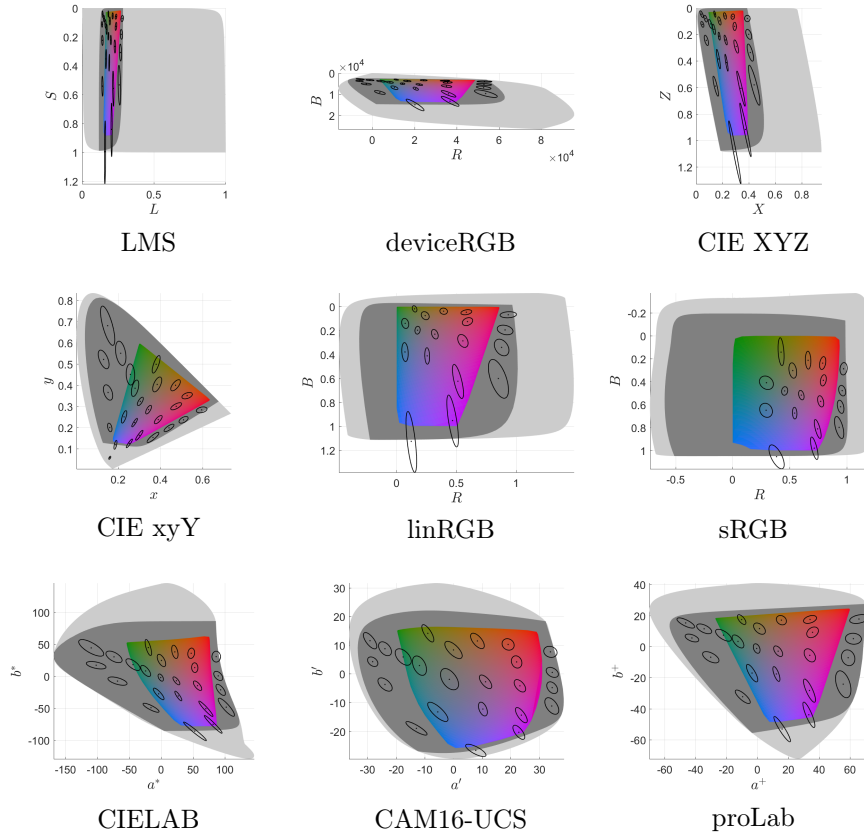 0
0.2
0.4
0.6
0.8
1
1.2
S
0 0.5 1
L
LMS
×10⁴
0
1
2
B
0 2 4 6 8
R
×10⁴
deviceRGB
0
0.2
0.4
0.6
0.8
1
1.2
Z
0 0.2 0.4 0.6 0.8
X
CIE XYZ
0.8
0.7
0.6
0.5
0.4
0.3
0.2
0.1
y
0.2 0.4 0.6
x
CIE xyY
0
0.2
0.4
0.6
0.8
1
1.2
B
0 0.5 1
R
linRGB
-0.2
0
0.2
0.4
0.6
0.8
1
B
-0.5 0 0.5 1
R
sRGB
100
50
0
-50
-100
b*
-150 -100 -50 0 50 100
a*
CIELAB
30
20
10
0
-10
-20
b′
-30 -20 -10 0 10 20 30
a′
CAM16-UCS
40
20
0
-20
-40
-60
b⁺
-60 -40 -20 0 20 40 60
a⁺
proLab